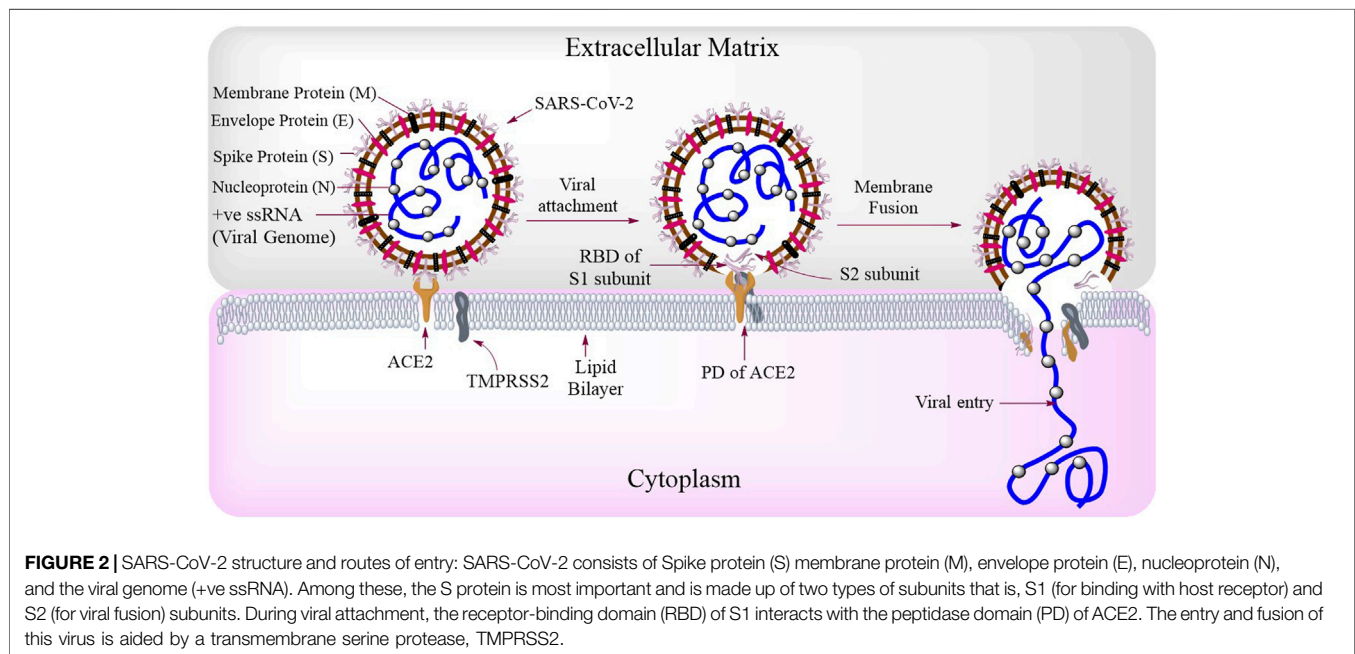 Extracellular Matrix
Membrane Protein (M)
Envelope Protein (E)
Spike Protein (S)
Nucleoprotein (N)
+ve ssRNA
(Viral Genome)
SARS-CoV-2
Viral
attachment
RBD of
S1 subunit
S2 subunit
Membrane
Fusion
ACE2
TMPRSS2
Lipid
Bilayer
PD of ACE2
Viral entry
Cytoplasm
FIGURE 2 | SARS-CoV-2 structure and routes of entry: SARS-CoV-2 consists of Spike protein (S) membrane protein (M), envelope protein (E), nucleoprotein (N),
and the viral genome (+ve ssRNA). Among these, the S protein is most important and is made up of two types of subunits that is, S1 (for binding with host receptor) and
S2 (for viral fusion) subunits. During viral attachment, the receptor-binding domain (RBD) of S1 interacts with the peptidase domain (PD) of ACE2. The entry and fusion of
this virus is aided by a transmembrane serine protease, TMPRSS2.